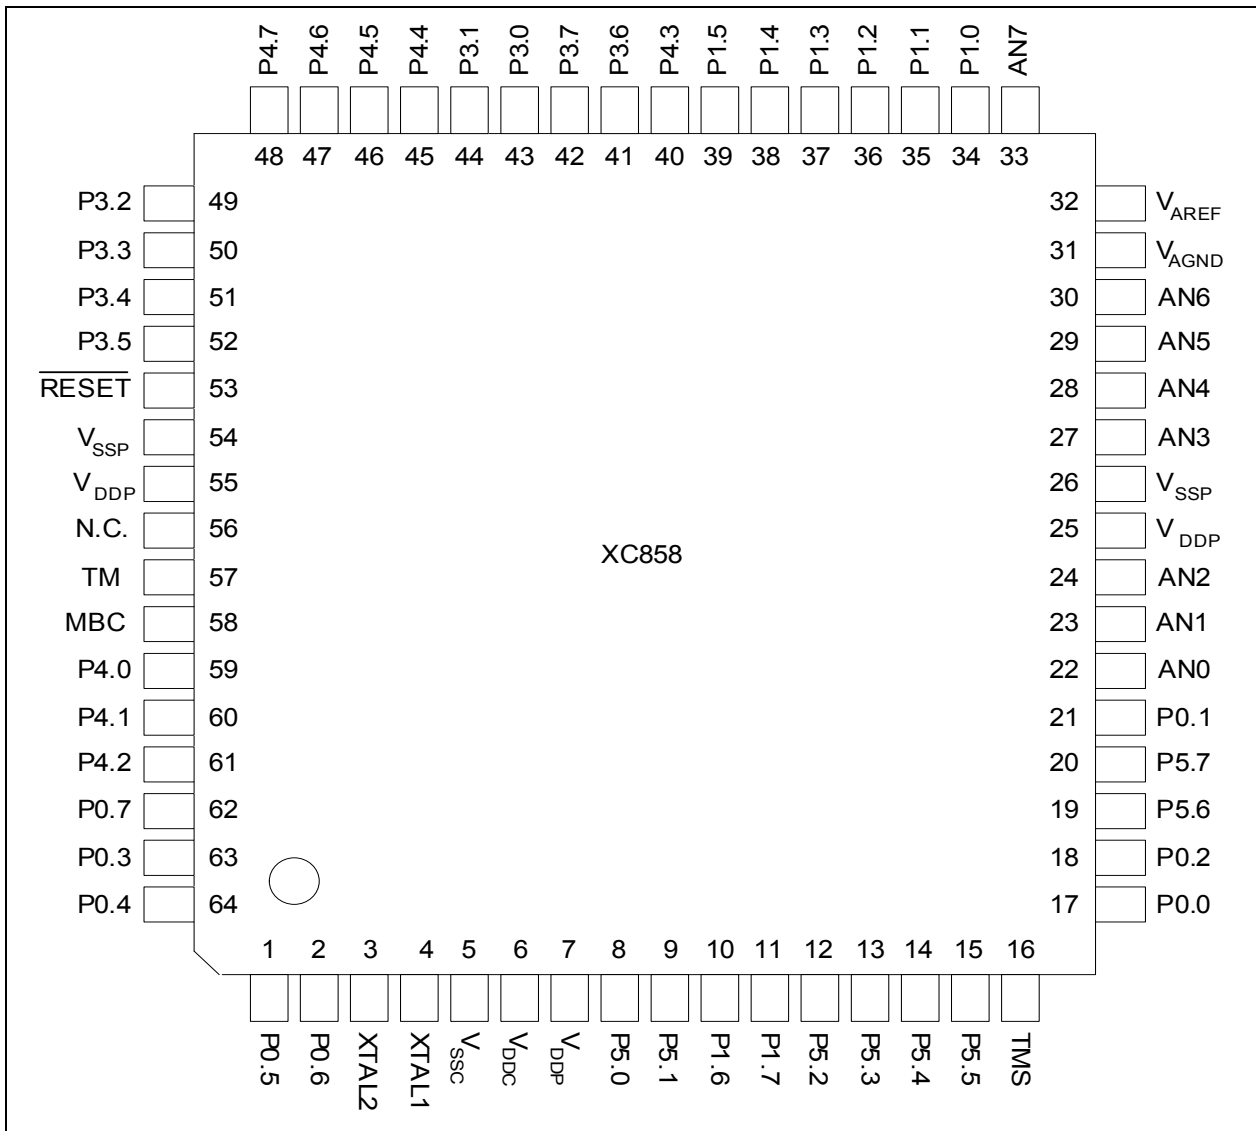 P4.7 P4.6 P4.5 P4.4 P3.1 P3.0 P3.7 P3.6 P4.3 P1.5 P1.4 P1.3 P1.2 P1.1 P1.0 AN7
48 47 46 45 44 43 42 41 40 39 38 37 36 35 34 33
P3.2 49 32 VAREF
P3.3 50 31 VAGND
P3.4 51 30 AN6
P3.5 52 29 AN5
RESET 53 28 AN4
VSSP 54 27 AN3
VDDP 55 26 VSSP
N.C. 56 25 VDDP
XC858
TM 57 24 AN2
MBC 58 23 AN1
P4.0 59 22 AN0
P4.1 60 21 P0.1
P4.2 61 20 P5.7
P0.7 62 19 P5.6
P0.3 63 18 P0.2
P0.4 64 17 P0.0
1 2 3 4 5 6 7 8 9 10 11 12 13 14 15 16
P0.5 P0.6 XTAL2 XTAL1 VSSC VDDC VDDP P5.0 P5.1 P1.6 P1.7 P5.2 P5.3 P5.4 P5.5 TMS